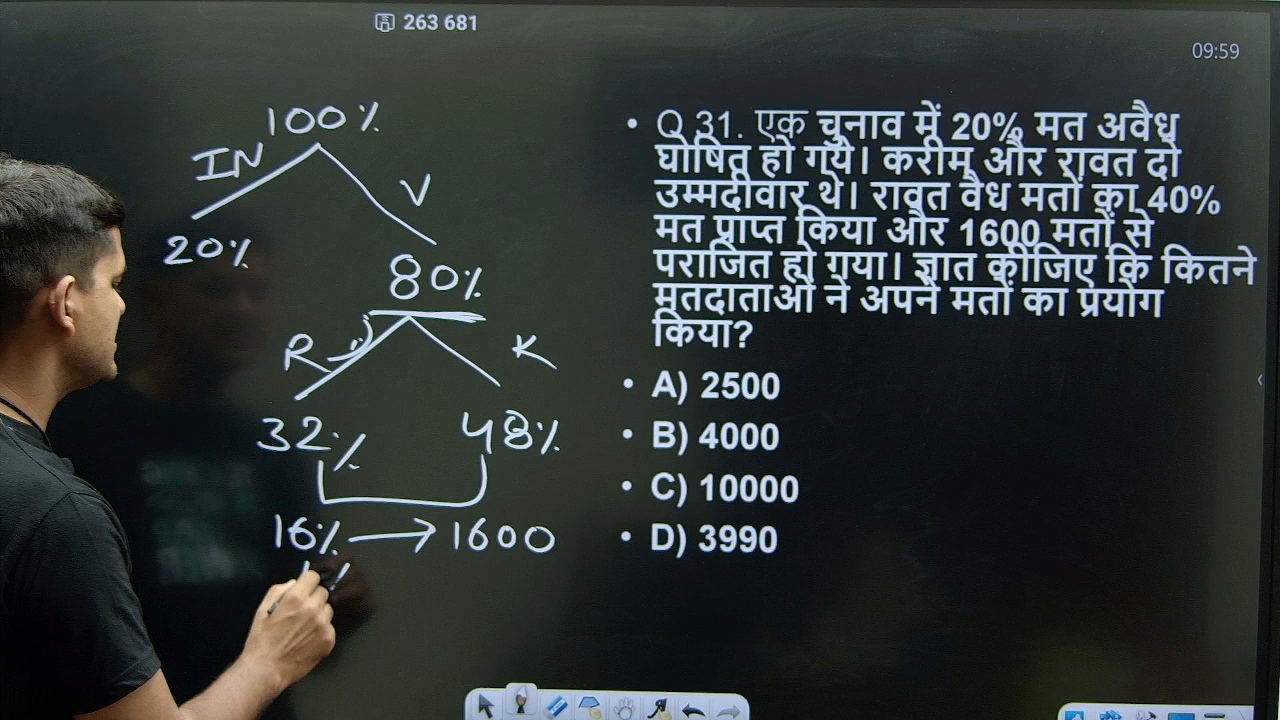 263 681
09:59
100%
IN
V
20%
80%
R
K
32%
48%
16% → 1600
1%
• Q 31. एक चुनाव में 20% मत अवैध
घोषित हो गये। करीम और रावत दो
उम्मदीवार थे। रावत वैध मतों का 40%
मत प्राप्त किया और 1600 मतों से
पराजित हो गया। ज्ञात कीजिए कि कितने
मतदाताओं ने अपने मतों का प्रयोग
किया?
• A) 2500
• B) 4000
• C) 10000
• D) 3990